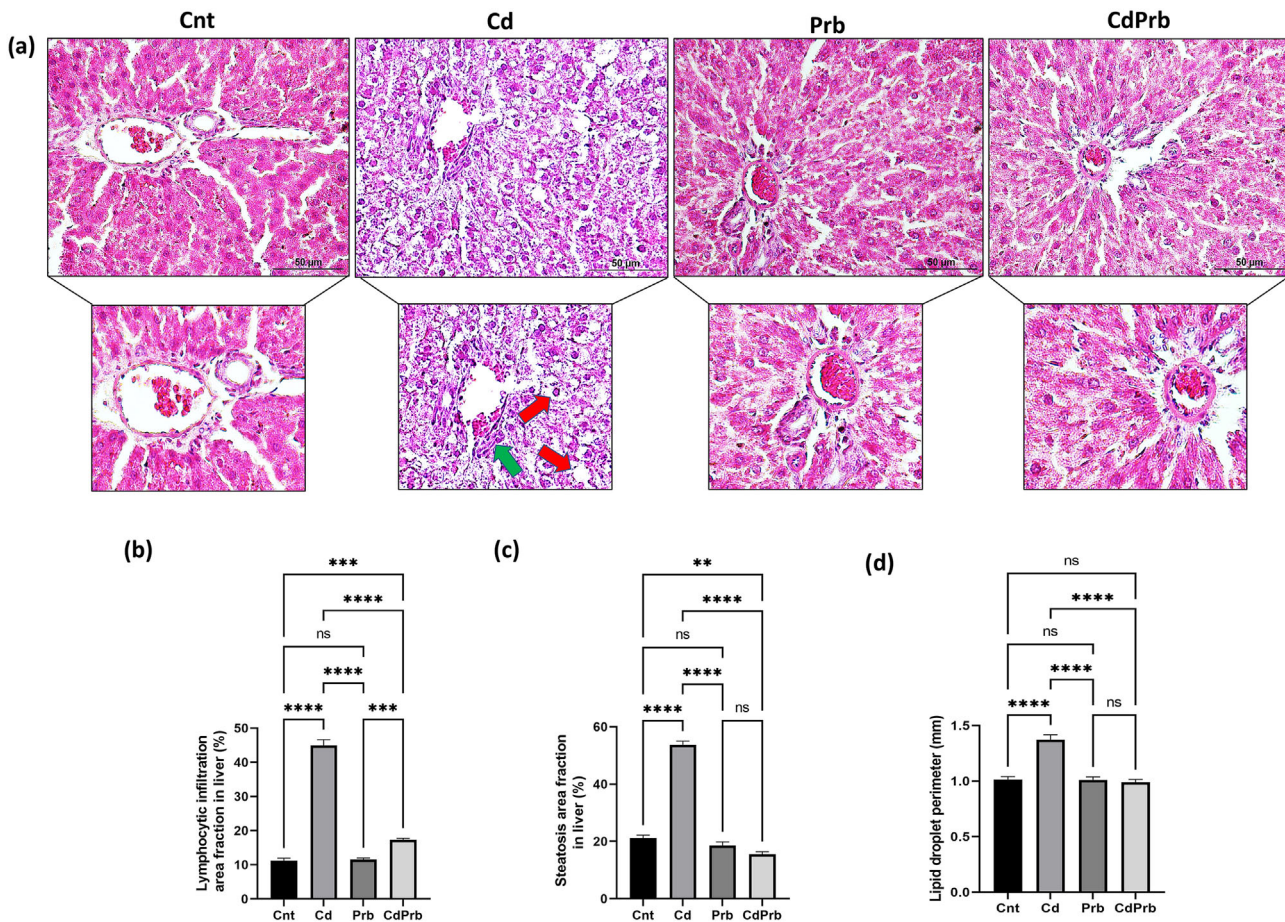 Cnt
Cd
Prb
CdPrb
(a)
50 µm
50 µm
50 µm
50 µm
(b)
***
****
ns
****
****
***
Lymphocytic infiltration
area fraction in liver (%)
50
40
30
20
10
0
Cnt
Cd
Prb
CdPrb
(c)
**
****
ns
****
****
ns
Steatosis area fraction
in liver (%)
60
40
20
0
Cnt
Cd
Prb
CdPrb
(d)
ns
****
ns
****
****
ns
Lipid droplet perimeter (mm)
1.5
1.0
0.5
0.0
Cnt
Cd
Prb
CdPrb